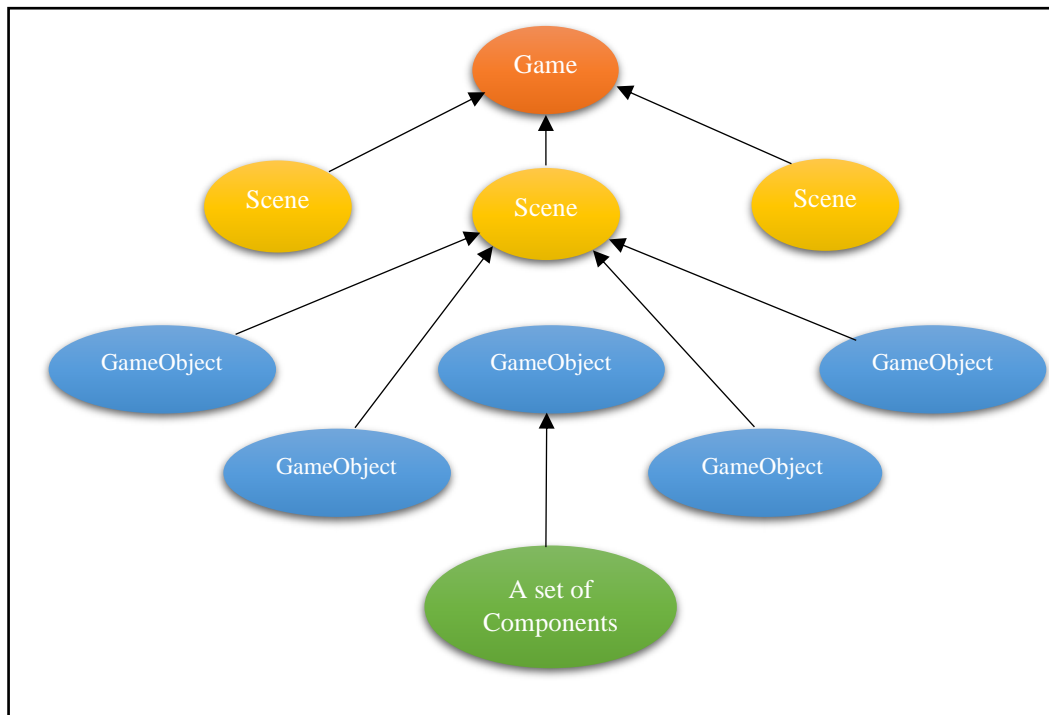 Game
Scene
Scene
Scene
GameObject
GameObject
GameObject
GameObject
GameObject
A set of
Components